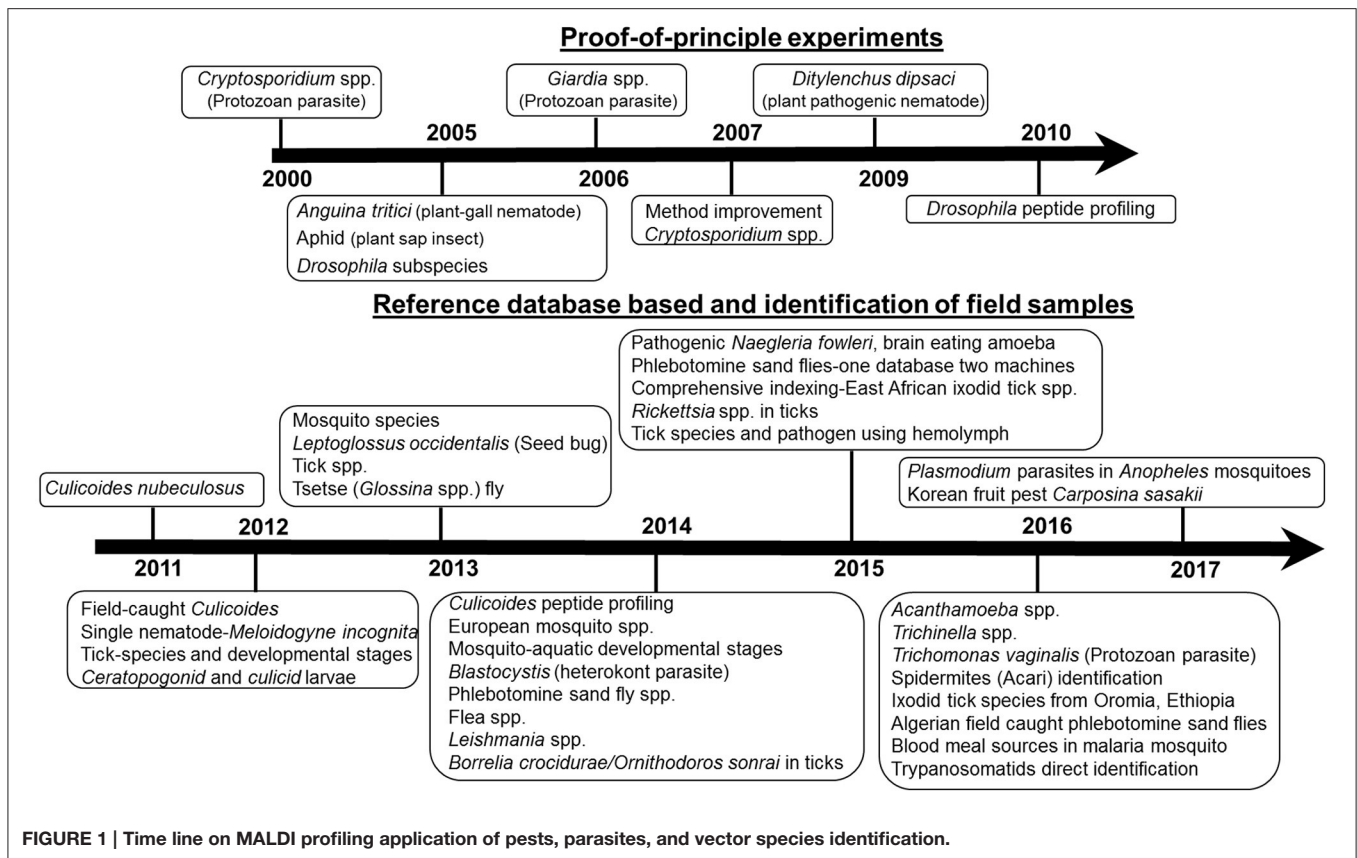 Proof-of-principle experiments
Cryptosporidium spp.
(Protozoan parasite)
Giardia spp.
(Protozoan parasite)
Ditylenchus dipsaci
(plant pathogenic nematode)
2005
2007
2010
2000
2006
2009
Anguina tritici (plant-gall nematode)
Aphid (plant sap insect)
Drosophila subspecies
Method improvement
Cryptosporidium spp.
Drosophila peptide profiling
Reference database based and identification of field samples
Culicoides nubeculosus
Mosquito species
Leptoglossus occidentalis (Seed bug)
Tick spp.
Tsetse (Glossina spp.) fly
Pathogenic Naegleria fowleri, brain eating amoeba
Phlebotomine sand flies-one database two machines
Comprehensive indexing-East African ixodid tick spp.
Rickettsia spp. in ticks
Tick species and pathogen using hemolymph
Plasmodium parasites in Anopheles mosquitoes
Korean fruit pest Carposina sasakii
2012
2014
2016
2011
2013
2015
2017
Field-caught Culicoides
Single nematode-Meloidogyne incognita
Tick-species and developmental stages
Ceratopogonid and culicid larvae
Culicoides peptide profiling
European mosquito spp.
Mosquito-aquatic developmental stages
Blastocystis (heterokont parasite)
Phlebotomine sand fly spp.
Flea spp.
Leishmania spp.
Borrelia crocidurae/Ornithodoros sonrai in ticks
Acanthamoeba spp.
Trichinella spp.
Trichomonas vaginalis (Protozoan parasite)
Spidermites (Acari) identification
Ixodid tick species from Oromia, Ethiopia
Algerian field caught phlebotomine sand flies
Blood meal sources in malaria mosquito
Trypanosomatids direct identification
FIGURE 1 | Time line on MALDI profiling application of pests, parasites, and vector species identification.